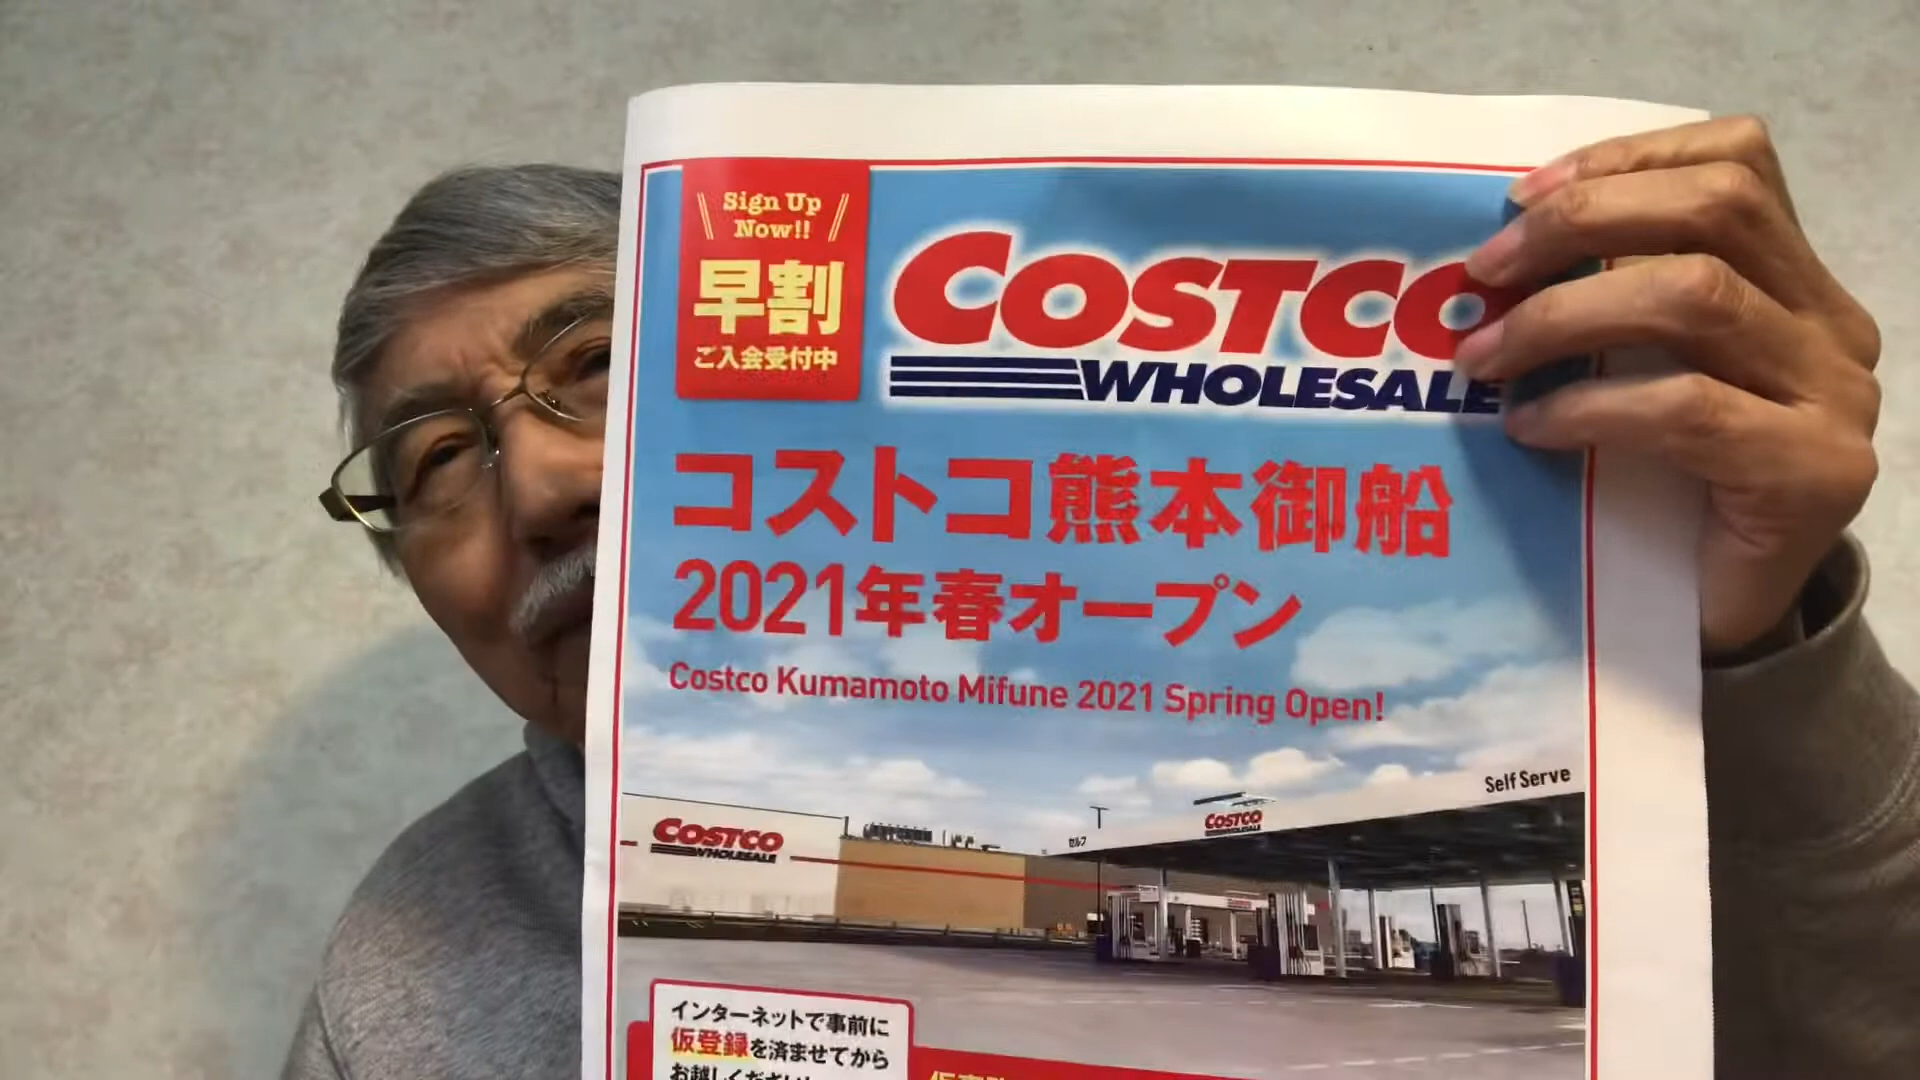 Sign Up
Now!!
早割
ご入会受付中
COSTCO
WHOLESALE
コストコ熊本御船
2021年春オープン
Costco Kumamoto Mifune 2021 Spring Open!
Self Serve
COSTCO
WHOLESALE
セルフ
COSTCO
WHOLESALE
インターネットで事前に
仮登録を済ませてから